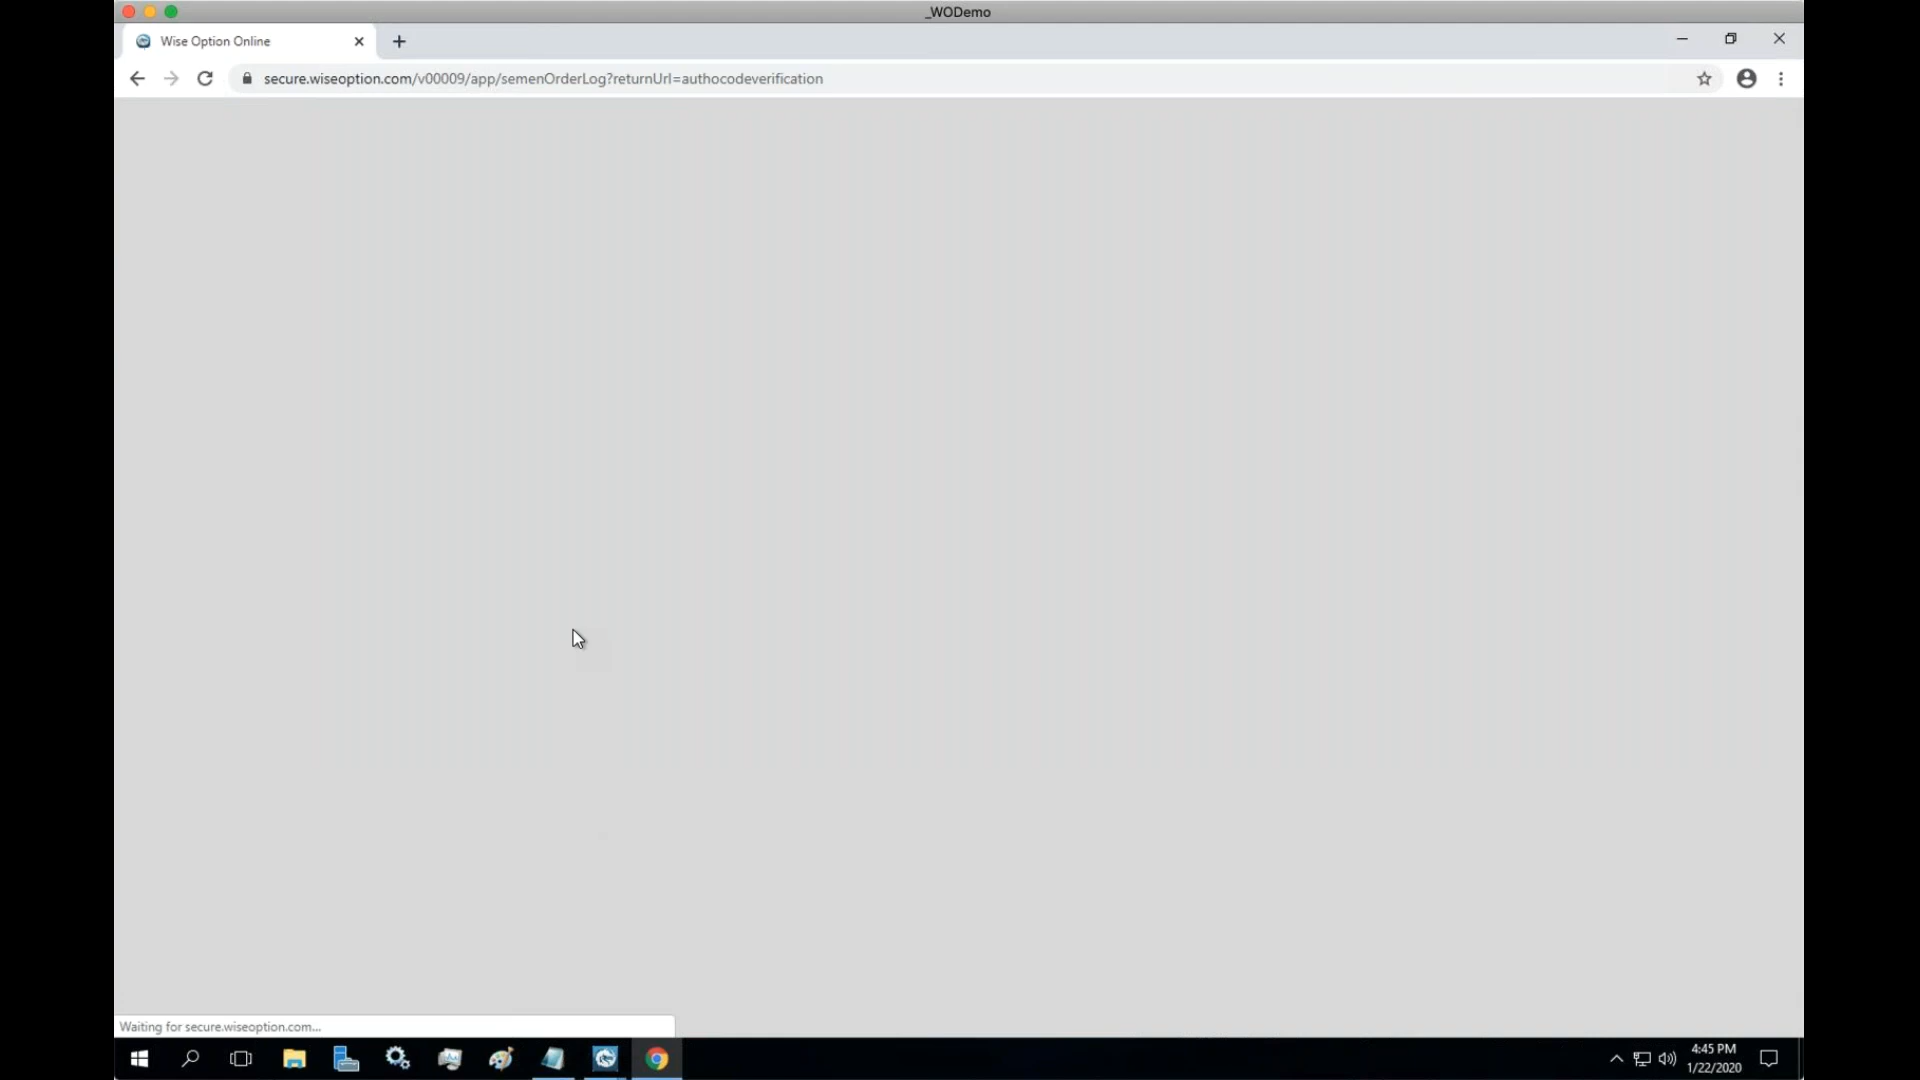 _WODemo
Wise Option Online
secure.wiseoption.com/v00009/app/semenOrderLog?returnUrl=authocodeverification
Waiting for secure.wiseoption.com...
4:45 PM
1/22/2020